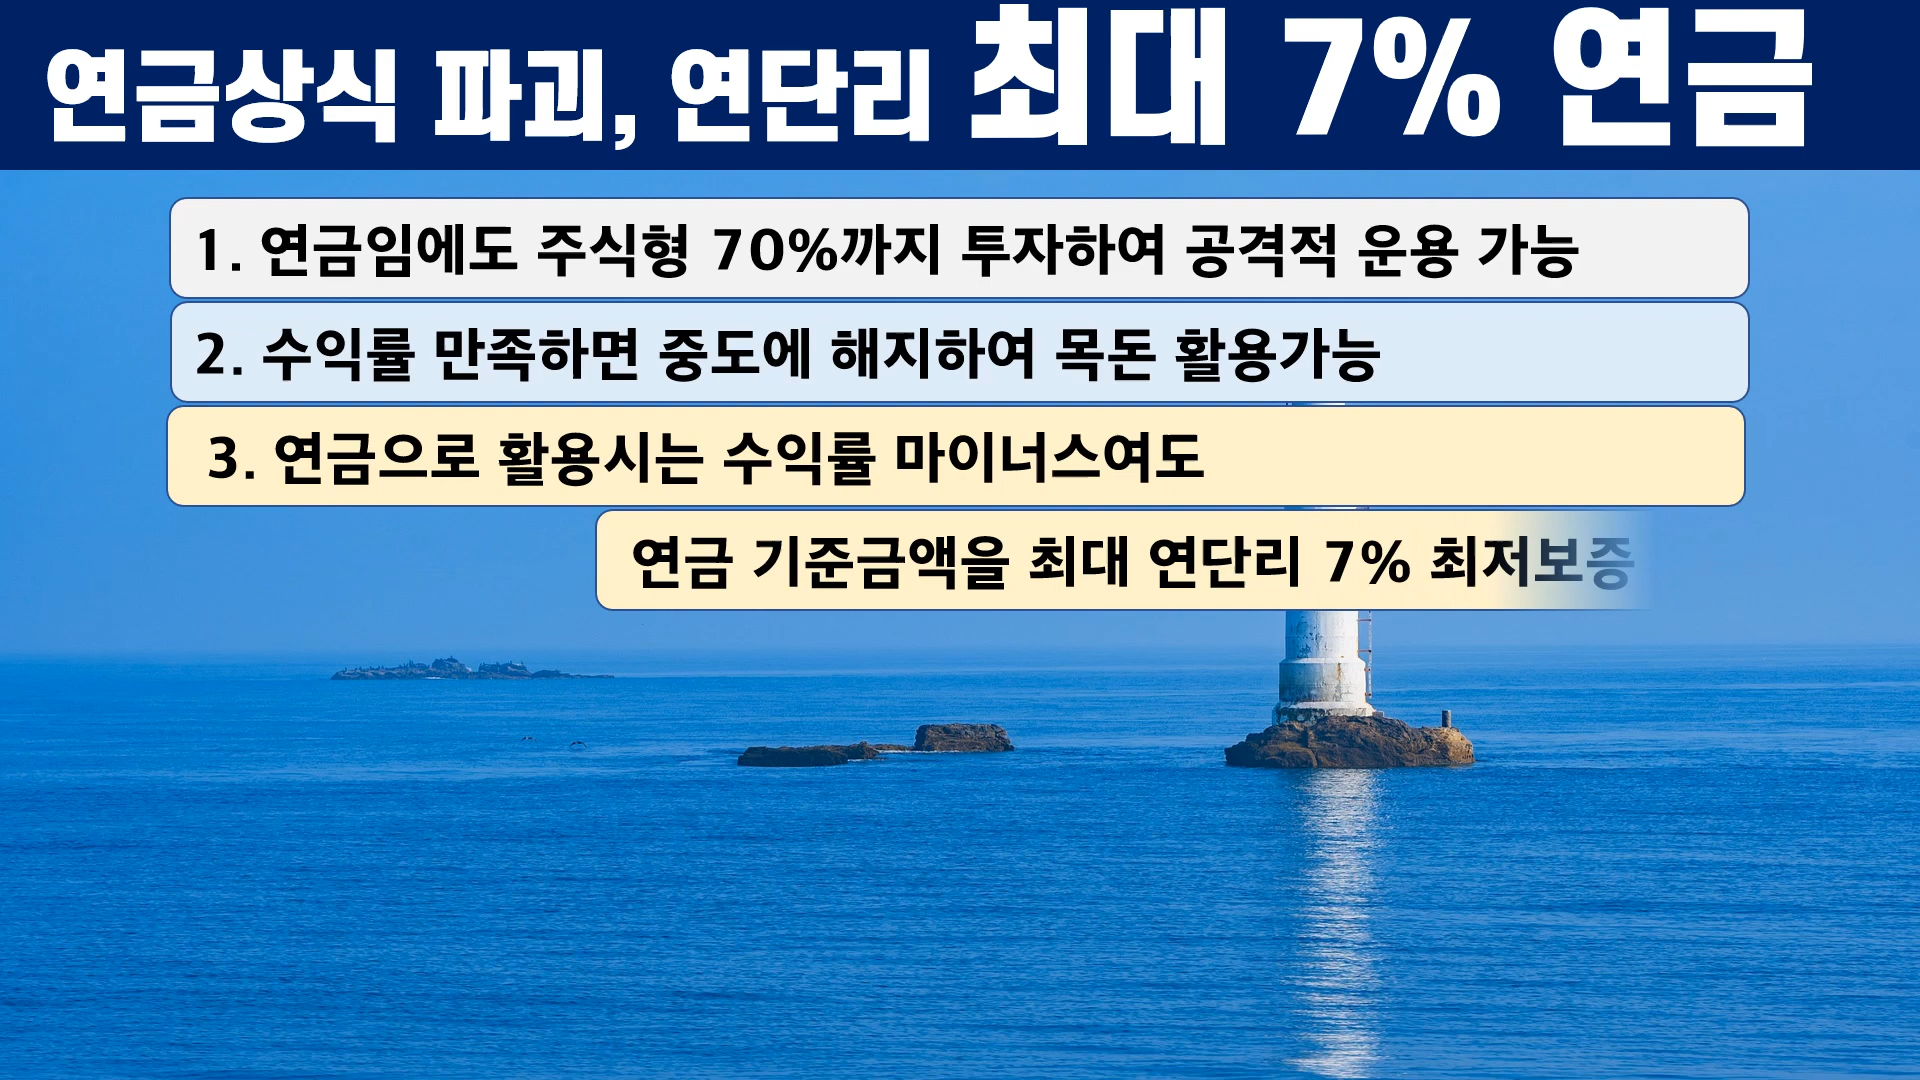 연금상식 파괴, 연단리 최대 7% 연금
1. 연금임에도 주식형 70%까지 투자하여 공격적 운용 가능
2. 수익률 만족하면 중도에 해지하여 목돈 활용가능
3. 연금으로 활용시는 수익률 마이너스여도
연금 기준금액을 최대 연단리 7% 최저보증